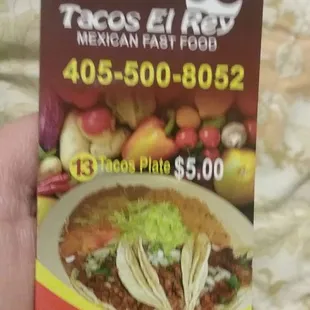 Tacos El Rey
MEXICAN FAST FOOD
405-500-8052
13 Tacos Plate $5.00